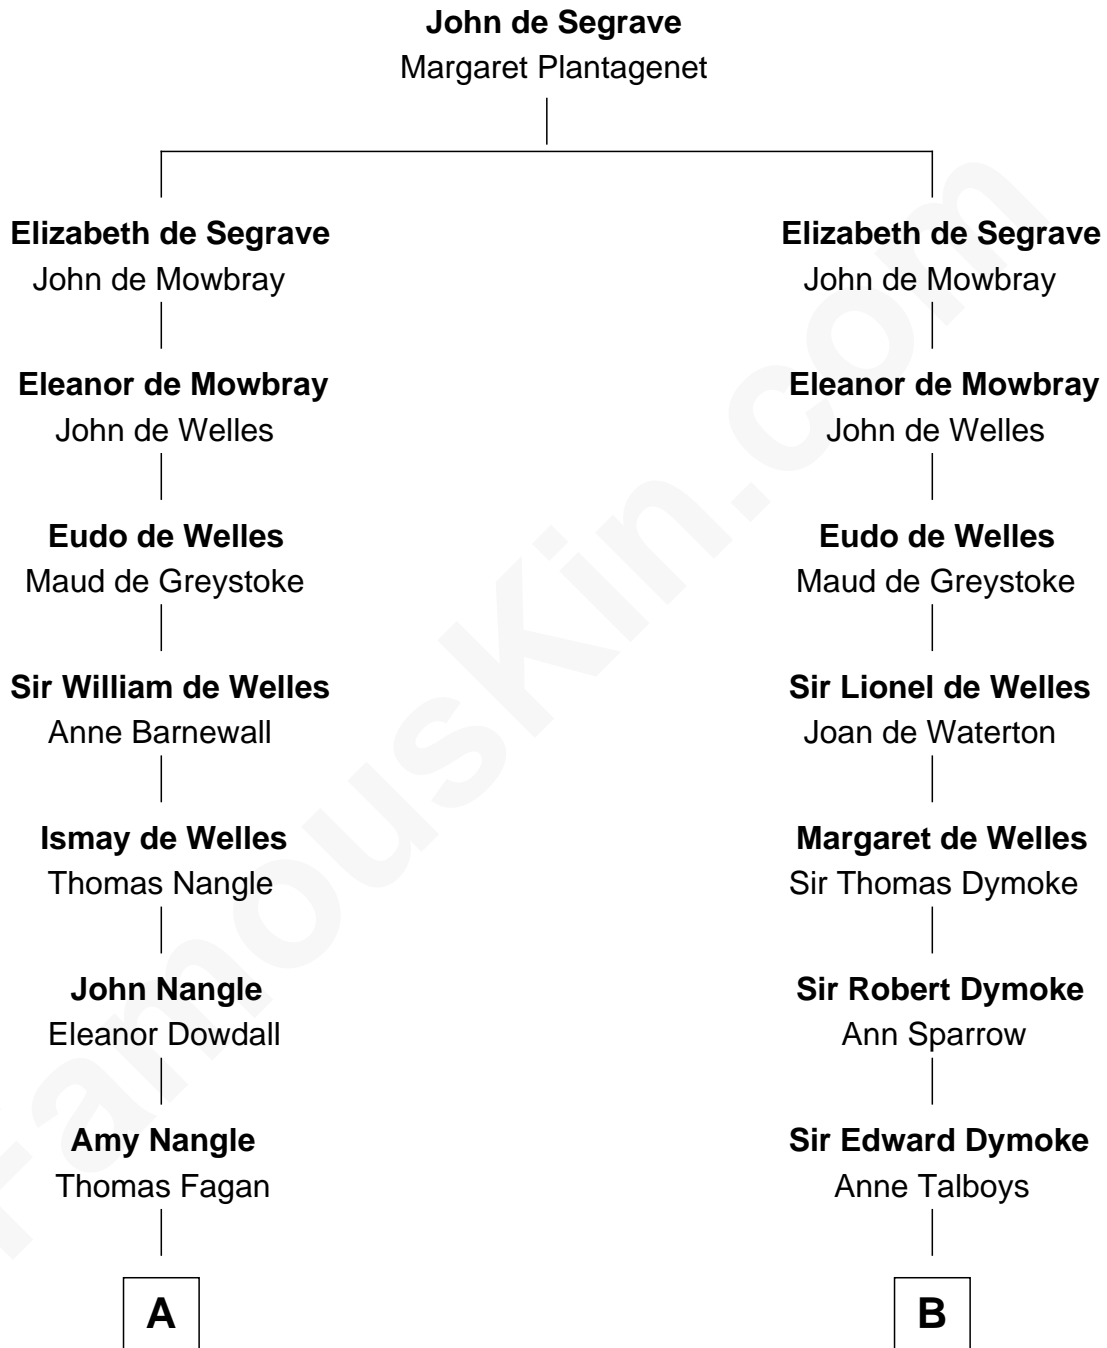 John de Segrave
Margaret Plantagenet
Elizabeth de Segrave
John de Mowbray
Elizabeth de Segrave
John de Mowbray
Eleanor de Mowbray
John de Welles
Eleanor de Mowbray
John de Welles
Eudo de Welles
Maud de Greystoke
Eudo de Welles
Maud de Greystoke
Sir William de Welles
Anne Barnewall
Sir Lionel de Welles
Joan de Waterton
Ismay de Welles
Thomas Nangle
Margaret de Welles
Sir Thomas Dymoke
John Nangle
Eleanor Dowdall
Sir Robert Dymoke
Ann Sparrow
Amy Nangle
Thomas Fagan
Sir Edward Dymoke
Anne Talboys
A
B
FamousKin.com